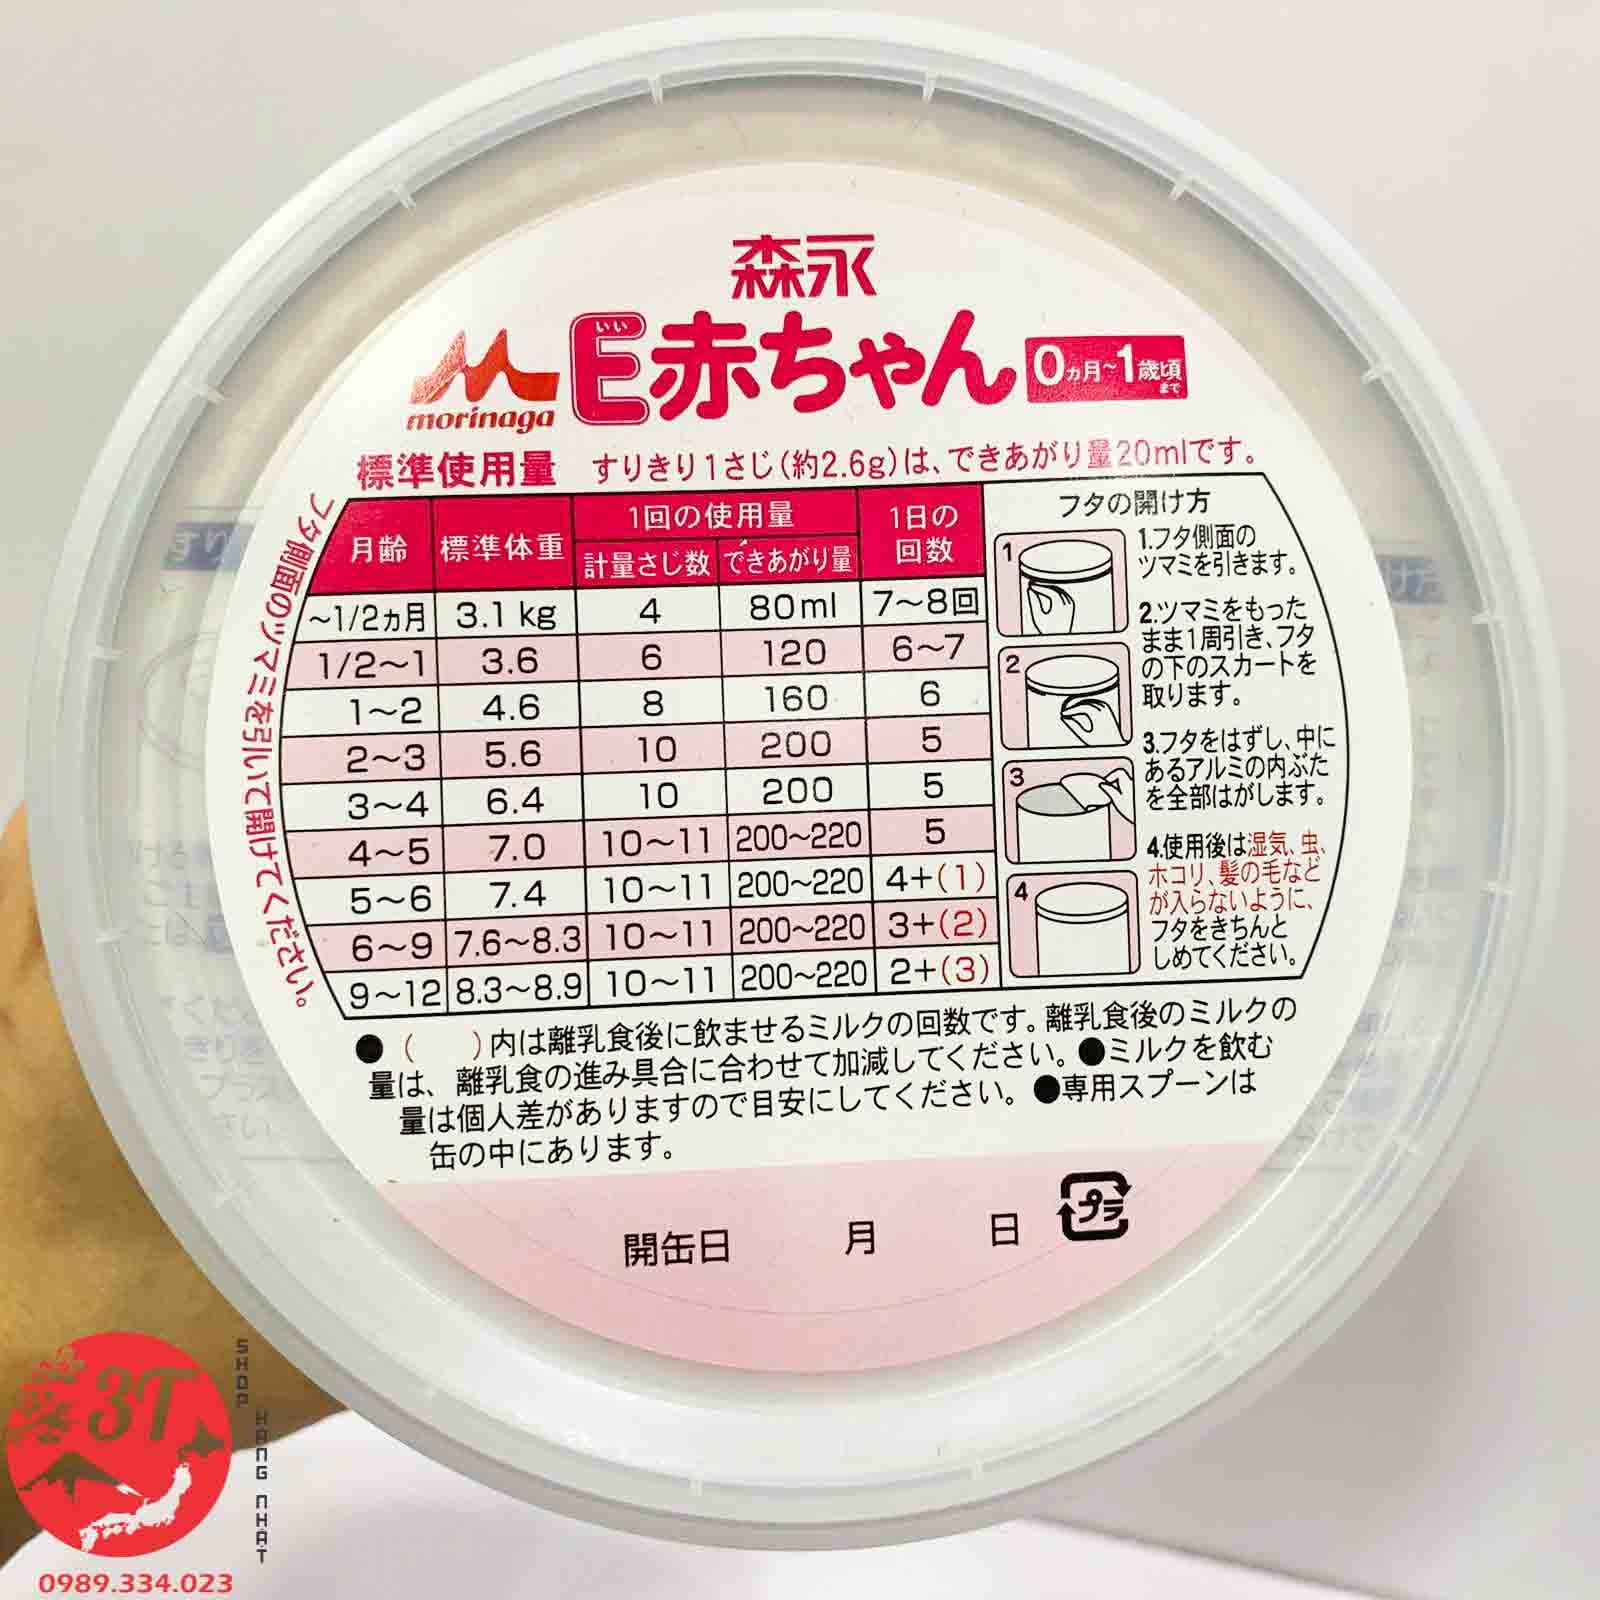 森永
morinaga
いい
E赤ちゃん
0ヵ月~1歳頃まで
標準使用量 すりきり1さじ(約2.6g)は、できあがり量20mlです。
フタ側面のツマミを引いて開けてください。
月齢 標準体重 1回の使用量 1日の回数
計量さじ数 できあがり量
~1/2ヵ月 3.1 kg 4 80ml 7~8回
1/2~1 3.6 6 120 6~7
1~2 4.6 8 160 6
2~3 5.6 10 200 5
3~4 6.4 10 200 5
4~5 7.0 10~11 200~220 5
5~6 7.4 10~11 200~220 4+(1)
6~9 7.6~8.3 10~11 200~220 3+(2)
9~12 8.3~8.9 10~11 200~220 2+(3)
フタの開け方
1
1.フタ側面の
ツマミを引きます。
2
2.ツマミをもった
まま1周引き、フタ
の下のスカートを
取ります。
3
3.フタをはずし、中に
あるアルミの内ぶた
を全部はがします。
4
4.使用後は湿気、虫、
ホコリ、髪の毛など
が入らないように、
フタをきちんと
しめてください。
●( )内は離乳食後に飲ませるミルクの回数です。離乳食後のミルクの
量は、離乳食の進み具合に合わせて加減してください。●ミルクを飲む
量は個人差がありますので目安にしてください。●専用スプーンは
缶の中にあります。
開缶日 月 日
プラ
3T
SHOP HÀNG NHẬT
0989.334.023